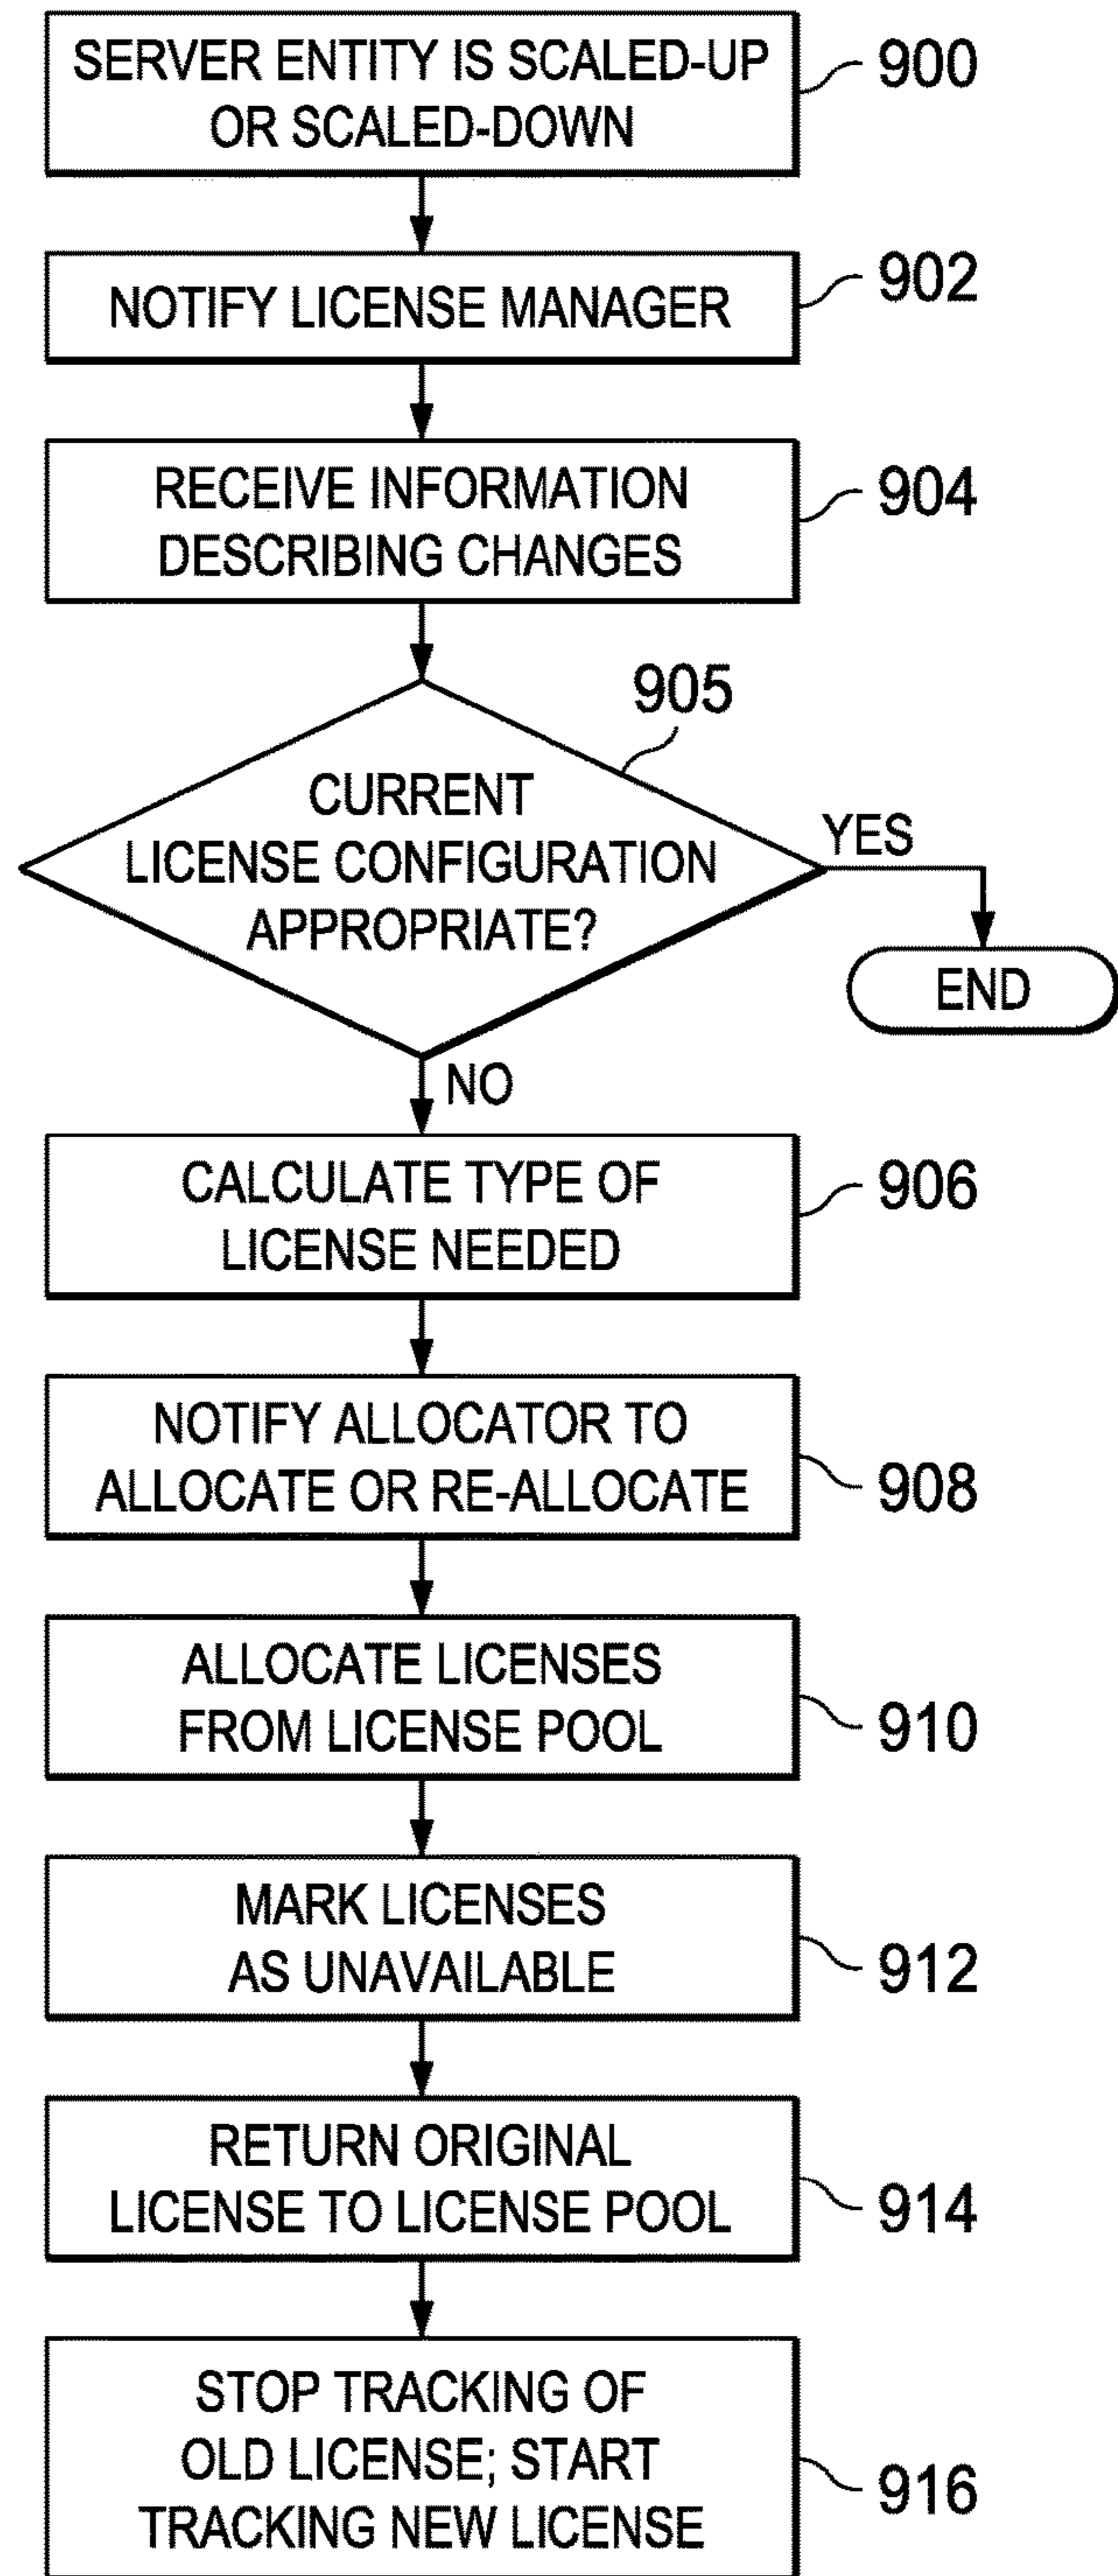 SERVER ENTITY IS SCALED-UP
OR SCALED-DOWN
900
NOTIFY LICENSE MANAGER
902
RECEIVE INFORMATION
DESCRIBING CHANGES
904
905
CURRENT
LICENSE CONFIGURATION
APPROPRIATE?
YES
END
NO
CALCULATE TYPE OF
LICENSE NEEDED
906
NOTIFY ALLOCATOR TO
ALLOCATE OR RE-ALLOCATE
908
ALLOCATE LICENSES
FROM LICENSE POOL
910
MARK LICENSES
AS UNAVAILABLE
912
RETURN ORIGINAL
LICENSE TO LICENSE POOL
914
STOP TRACKING OF
OLD LICENSE; START
TRACKING NEW LICENSE
916